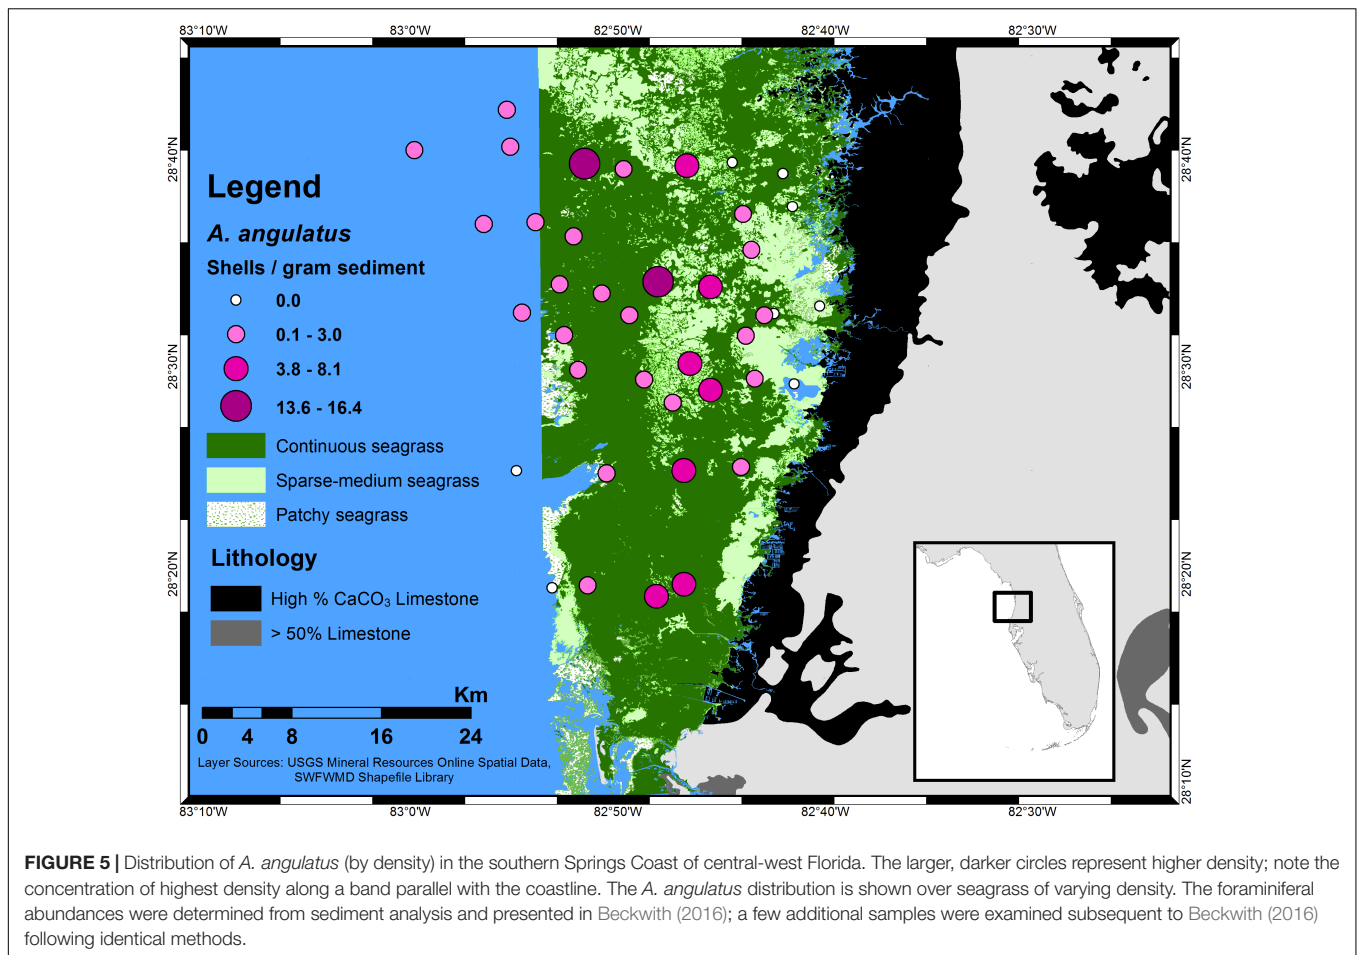 83°10'W 83°0'W 82°50'W 82°40'W 82°30'W
28°40'N 28°40'N
Legend
A. angulatus
Shells / gram sediment
0.0
0.1 - 3.0
3.8 - 8.1
13.6 - 16.4
28°30'N 28°30'N
Continuous seagrass
Sparse-medium seagrass
Patchy seagrass
Lithology
28°20'N 28°20'N
High % CaCO3 Limestone
> 50% Limestone
Km
0 4 8 16 24
Layer Sources: USGS Mineral Resources Online Spatial Data,
SWFWMD Shapefile Library
28°10'N
83°10'W 83°0'W 82°50'W 82°40'W 82°30'W
FIGURE 5 | Distribution of A. angulatus (by density) in the southern Springs Coast of central-west Florida. The larger, darker circles represent higher density; note the
concentration of highest density along a band parallel with the coastline. The A. angulatus distribution is shown over seagrass of varying density. The foraminiferal
abundances were determined from sediment analysis and presented in Beckwith (2016); a few additional samples were examined subsequent to Beckwith (2016)
following identical methods.